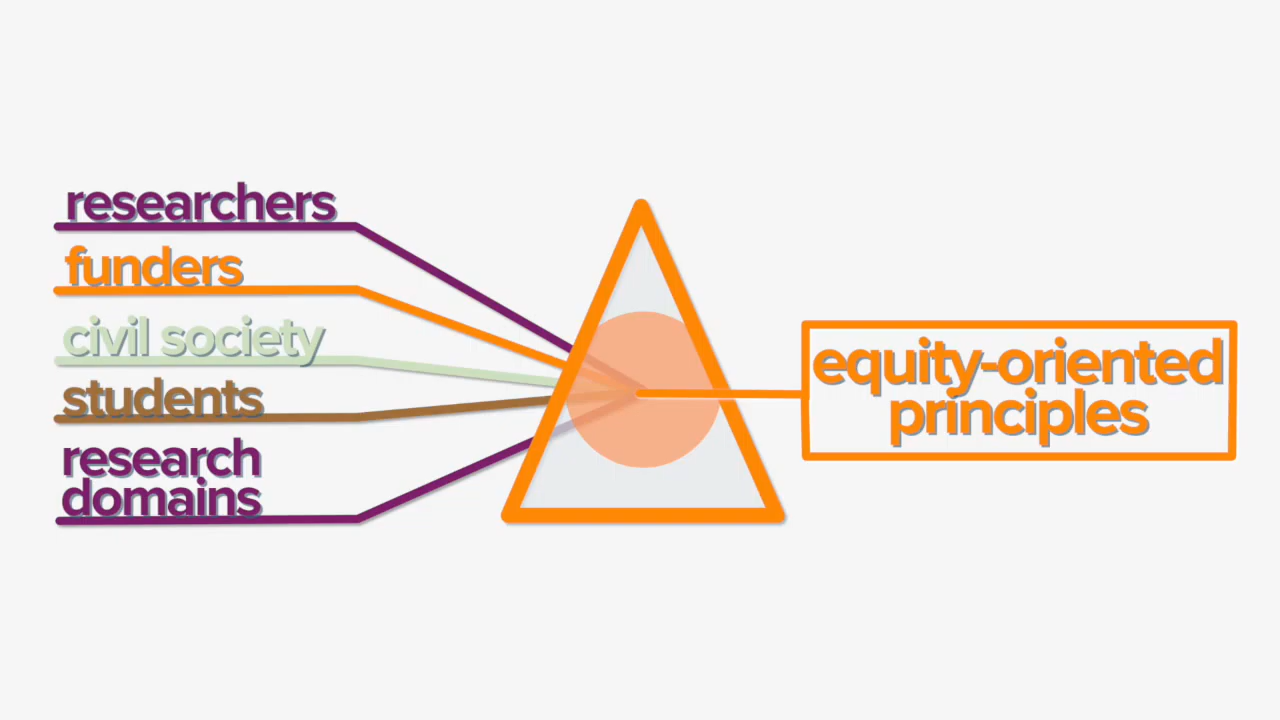 researchers
funders
civil society
students
research
domains
equity-oriented
principles